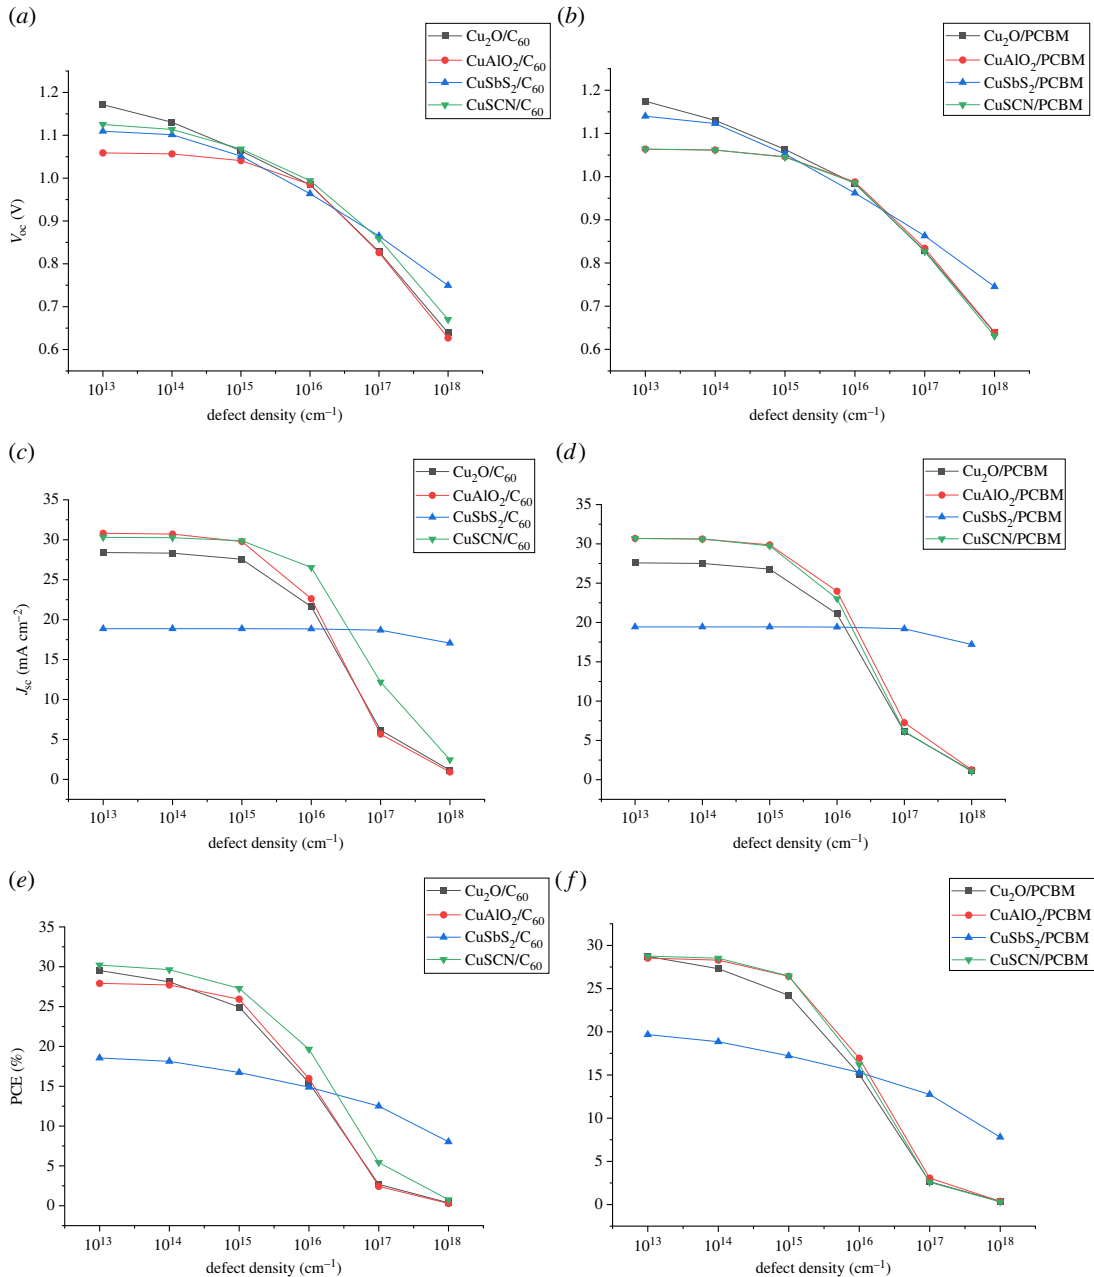 (a)
Cu2O/C60
CuAlO2/C60
CuSbS2/C60
CuSCN/C60
1.2
1.1
1.0
0.9
0.8
0.7
0.6
Voc (V)
10^13 10^14 10^15 10^16 10^17 10^18
defect density (cm^–1)
(b)
Cu2O/PCBM
CuAlO2/PCBM
CuSbS2/PCBM
CuSCN/PCBM
1.2
1.1
1.0
0.9
0.8
0.7
0.6
10^13 10^14 10^15 10^16 10^17 10^18
defect density (cm^–1)
(c)
Cu2O/C60
CuAlO2/C60
CuSbS2/C60
CuSCN/C60
35
30
25
20
15
10
5
0
Jsc (mA cm^–2)
10^13 10^14 10^15 10^16 10^17 10^18
defect density (cm^–1)
(d)
Cu2O/PCBM
CuAlO2/PCBM
CuSbS2/PCBM
CuSCN/PCBM
35
30
25
20
15
10
5
0
10^13 10^14 10^15 10^16 10^17 10^18
defect density (cm^–1)
(e)
Cu2O/C60
CuAlO2/C60
CuSbS2/C60
CuSCN/C60
35
30
25
20
15
10
5
0
PCE (%)
10^13 10^14 10^15 10^16 10^17 10^18
defect density (cm^–1)
(f)
Cu2O/PCBM
CuAlO2/PCBM
CuSbS2/PCBM
CuSCN/PCBM
30
25
20
15
10
5
0
10^13 10^14 10^15 10^16 10^17 10^18
defect density (cm^–1)